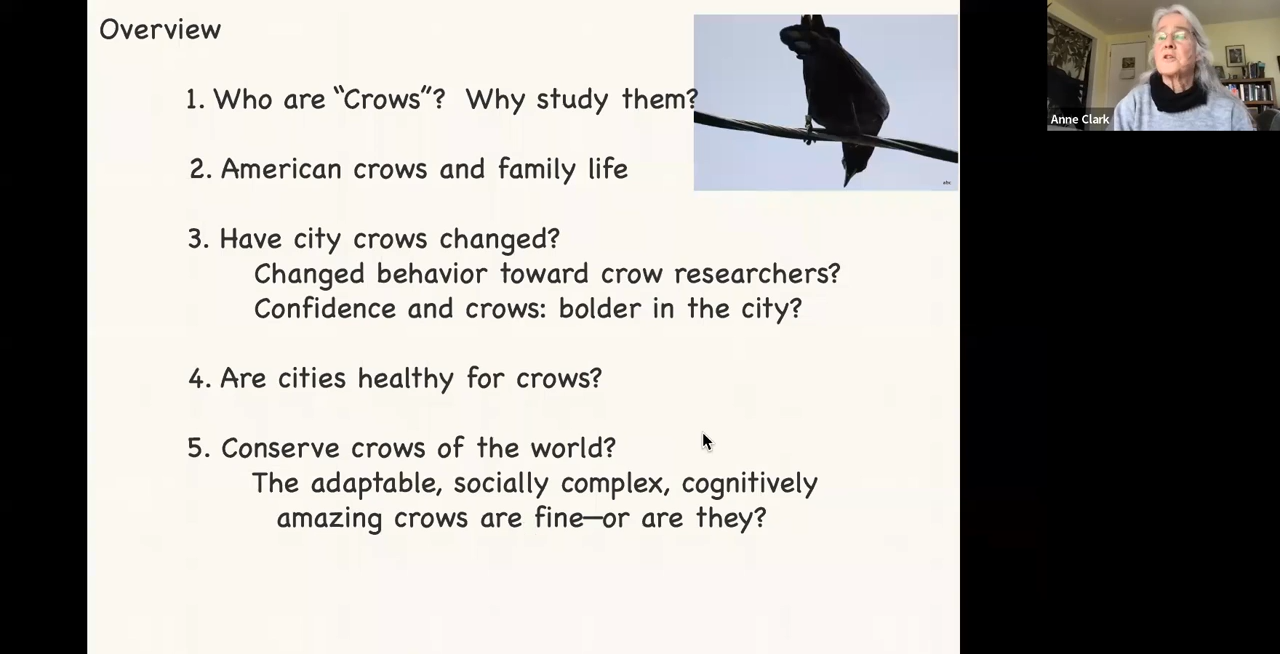 Overview
1. Who are “Crows”? Why study them?
2. American crows and family life
3. Have city crows changed?
Changed behavior toward crow researchers?
Confidence and crows: bolder in the city?
4. Are cities healthy for crows?
5. Conserve crows of the world?
The adaptable, socially complex, cognitively
amazing crows are fine—or are they?
Anne Clark